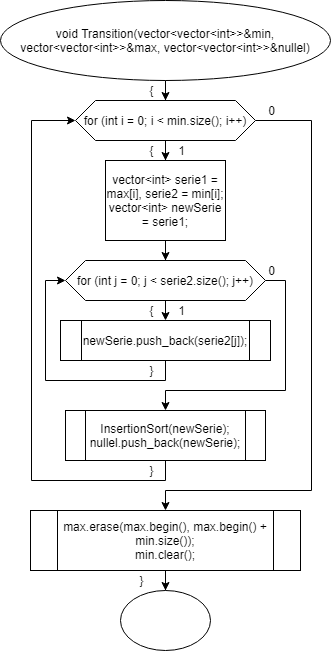 void Transition(vector<vector<int>>&min,
vector<vector<int>>&max, vector<vector<int>>&nullel)
{
for (int i = 0; i < min.size(); i++)
0
{ 1
vector<int> serie1 =
max[i], serie2 = min[i];
vector<int> newSerie
= serie1;
for (int j = 0; j < serie2.size(); j++)
0
{ 1
newSerie.push_back(serie2[j]);
}
InsertionSort(newSerie);
nullel.push_back(newSerie);
}
max.erase(max.begin(), max.begin() +
min.size());
min.clear();
}